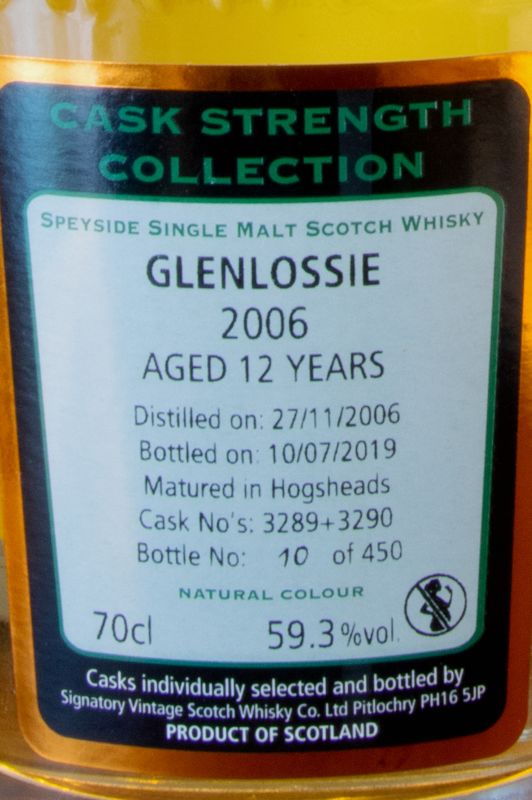 CASK STRENGTH
COLLECTION
SPEYSIDE SINGLE MALT SCOTCH WHISKY
GLENLOSSIE
2006
AGED 12 YEARS
Distilled on: 27/11/2006
Bottled on: 10/07/2019
Matured in Hogsheads
Cask No's: 3289+3290
Bottle No: 10 of 450
NATURAL COLOUR
70cl 59.3%vol.
Casks individually selected and bottled by
Signatory Vintage Scotch Whisky Co. Ltd Pitlochry PH16 5JP
PRODUCT OF SCOTLAND